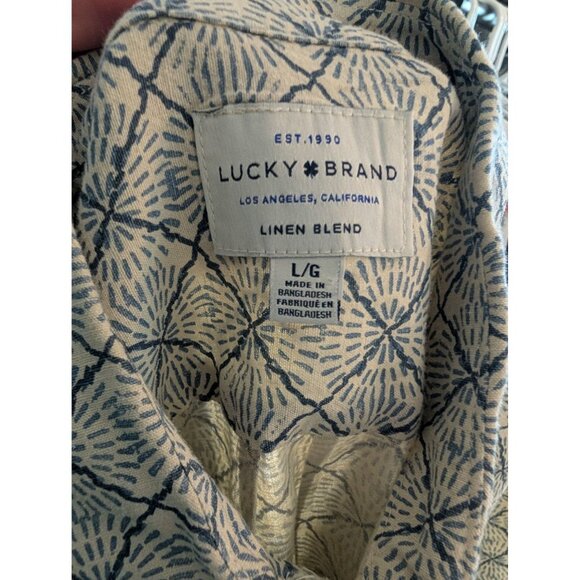 EST.1990
LUCKY BRAND
LOS ANGELES, CALIFORNIA
LINEN BLEND
L/G
MADE IN
BANGLADESH
FABRIQUÉ EN
BANGLADESH